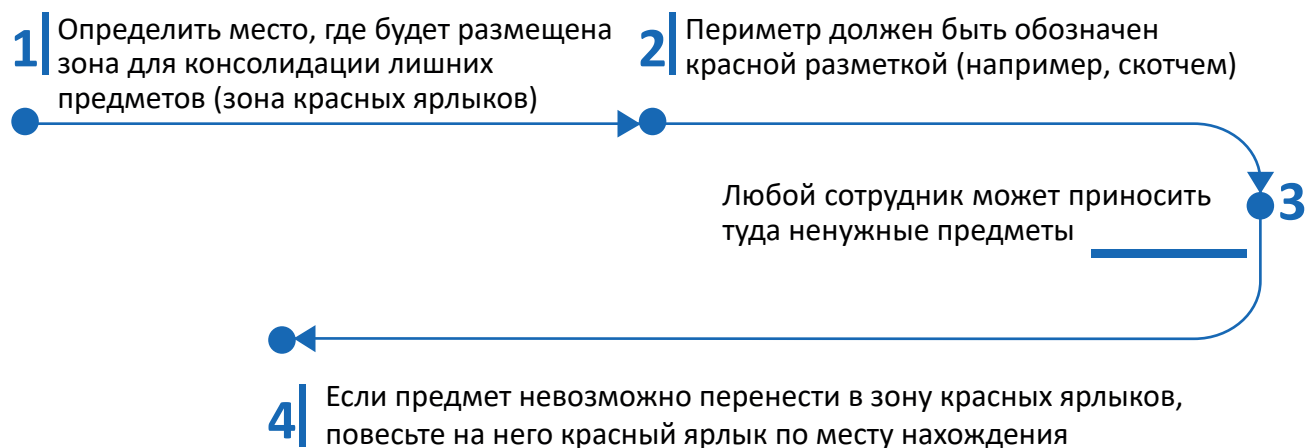 1
Определить место, где будет размещена
зона для консолидации лишних
предметов (зона красных ярлыков)
2
Периметр должен быть обозначен
красной разметкой (например, скотчем)
3
Любой сотрудник может приносить
туда ненужные предметы
4
Если предмет невозможно перенести в зону красных ярлыков,
повесьте на него красный ярлык по месту нахождения